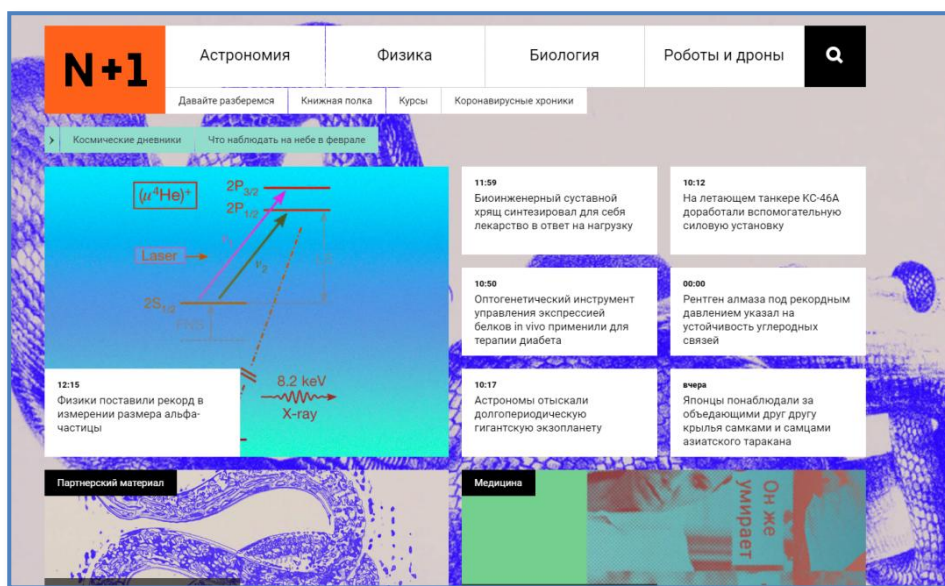 N+1
Астрономия
Физика
Биология
Роботы и дроны
Давайте разберемся
Книжная полка
Курсы
Коронавирусные хроники
Космические дневники
Что наблюдать на небе в феврале
(μ⁴He)⁺
2P3/2
2P1/2
Laser
ν1
ν2
2S1/2
8.2 keV
X-ray
12:15
Физики поставили рекорд в
измерении размера альфа-
частицы
11:59
Биоинженерный суставной
хрящ синтезировал для себя
лекарство в ответ на нагрузку
10:12
На летающем танкере KC-46A
доработали вспомогательную
силовую установку
10:50
Оптогенетический инструмент
управления экспрессией
белков in vivo применили для
терапии диабета
00:00
Рентген алмаза под рекордным
давлением указал на
устойчивость углеродных
связей
10:17
Астрономы отыскали
долгопериодическую
гигантскую экзопланету
вчера
Японцы понаблюдали за
объедающими друг другу
крылья самками и самцами
азиатского таракана
Партнерский материал
Медицина
Он же
умирает